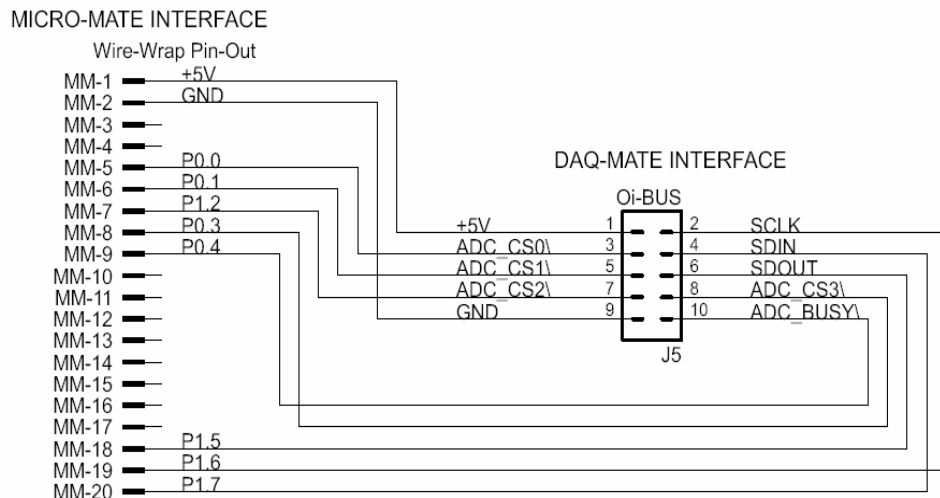 MICRO-MATE INTERFACE
Wire-Wrap Pin-Out
MM-1 +5V
MM-2 GND
MM-3
MM-4
MM-5 P0.0
MM-6 P0.1
MM-7 P1.2
MM-8 P0.3
MM-9 P0.4
MM-10
MM-11
MM-12
MM-13
MM-14
MM-15
MM-16
MM-17
MM-18 P1.5
MM-19 P1.6
MM-20 P1.7
DAQ-MATE INTERFACE
Oi-BUS
+5V 1 2 SCLK
ADC_CS0\ 3 4 SDIN
ADC_CS1\ 5 6 SDOUT
ADC_CS2\ 7 8 ADC_CS3\
GND 9 10 ADC_BUSY\
J5